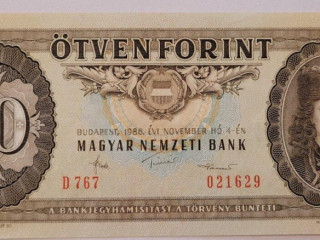 ÖTVEN FORINT
BUDAPEST, 1986. ÉVI NOVEMBER HÓ 4-ÉN
MAGYAR NEMZETI BANK
D 767 021629
A BANKJEGYHAMISÍTÁST A TÖRVÉNY BÜNTETI